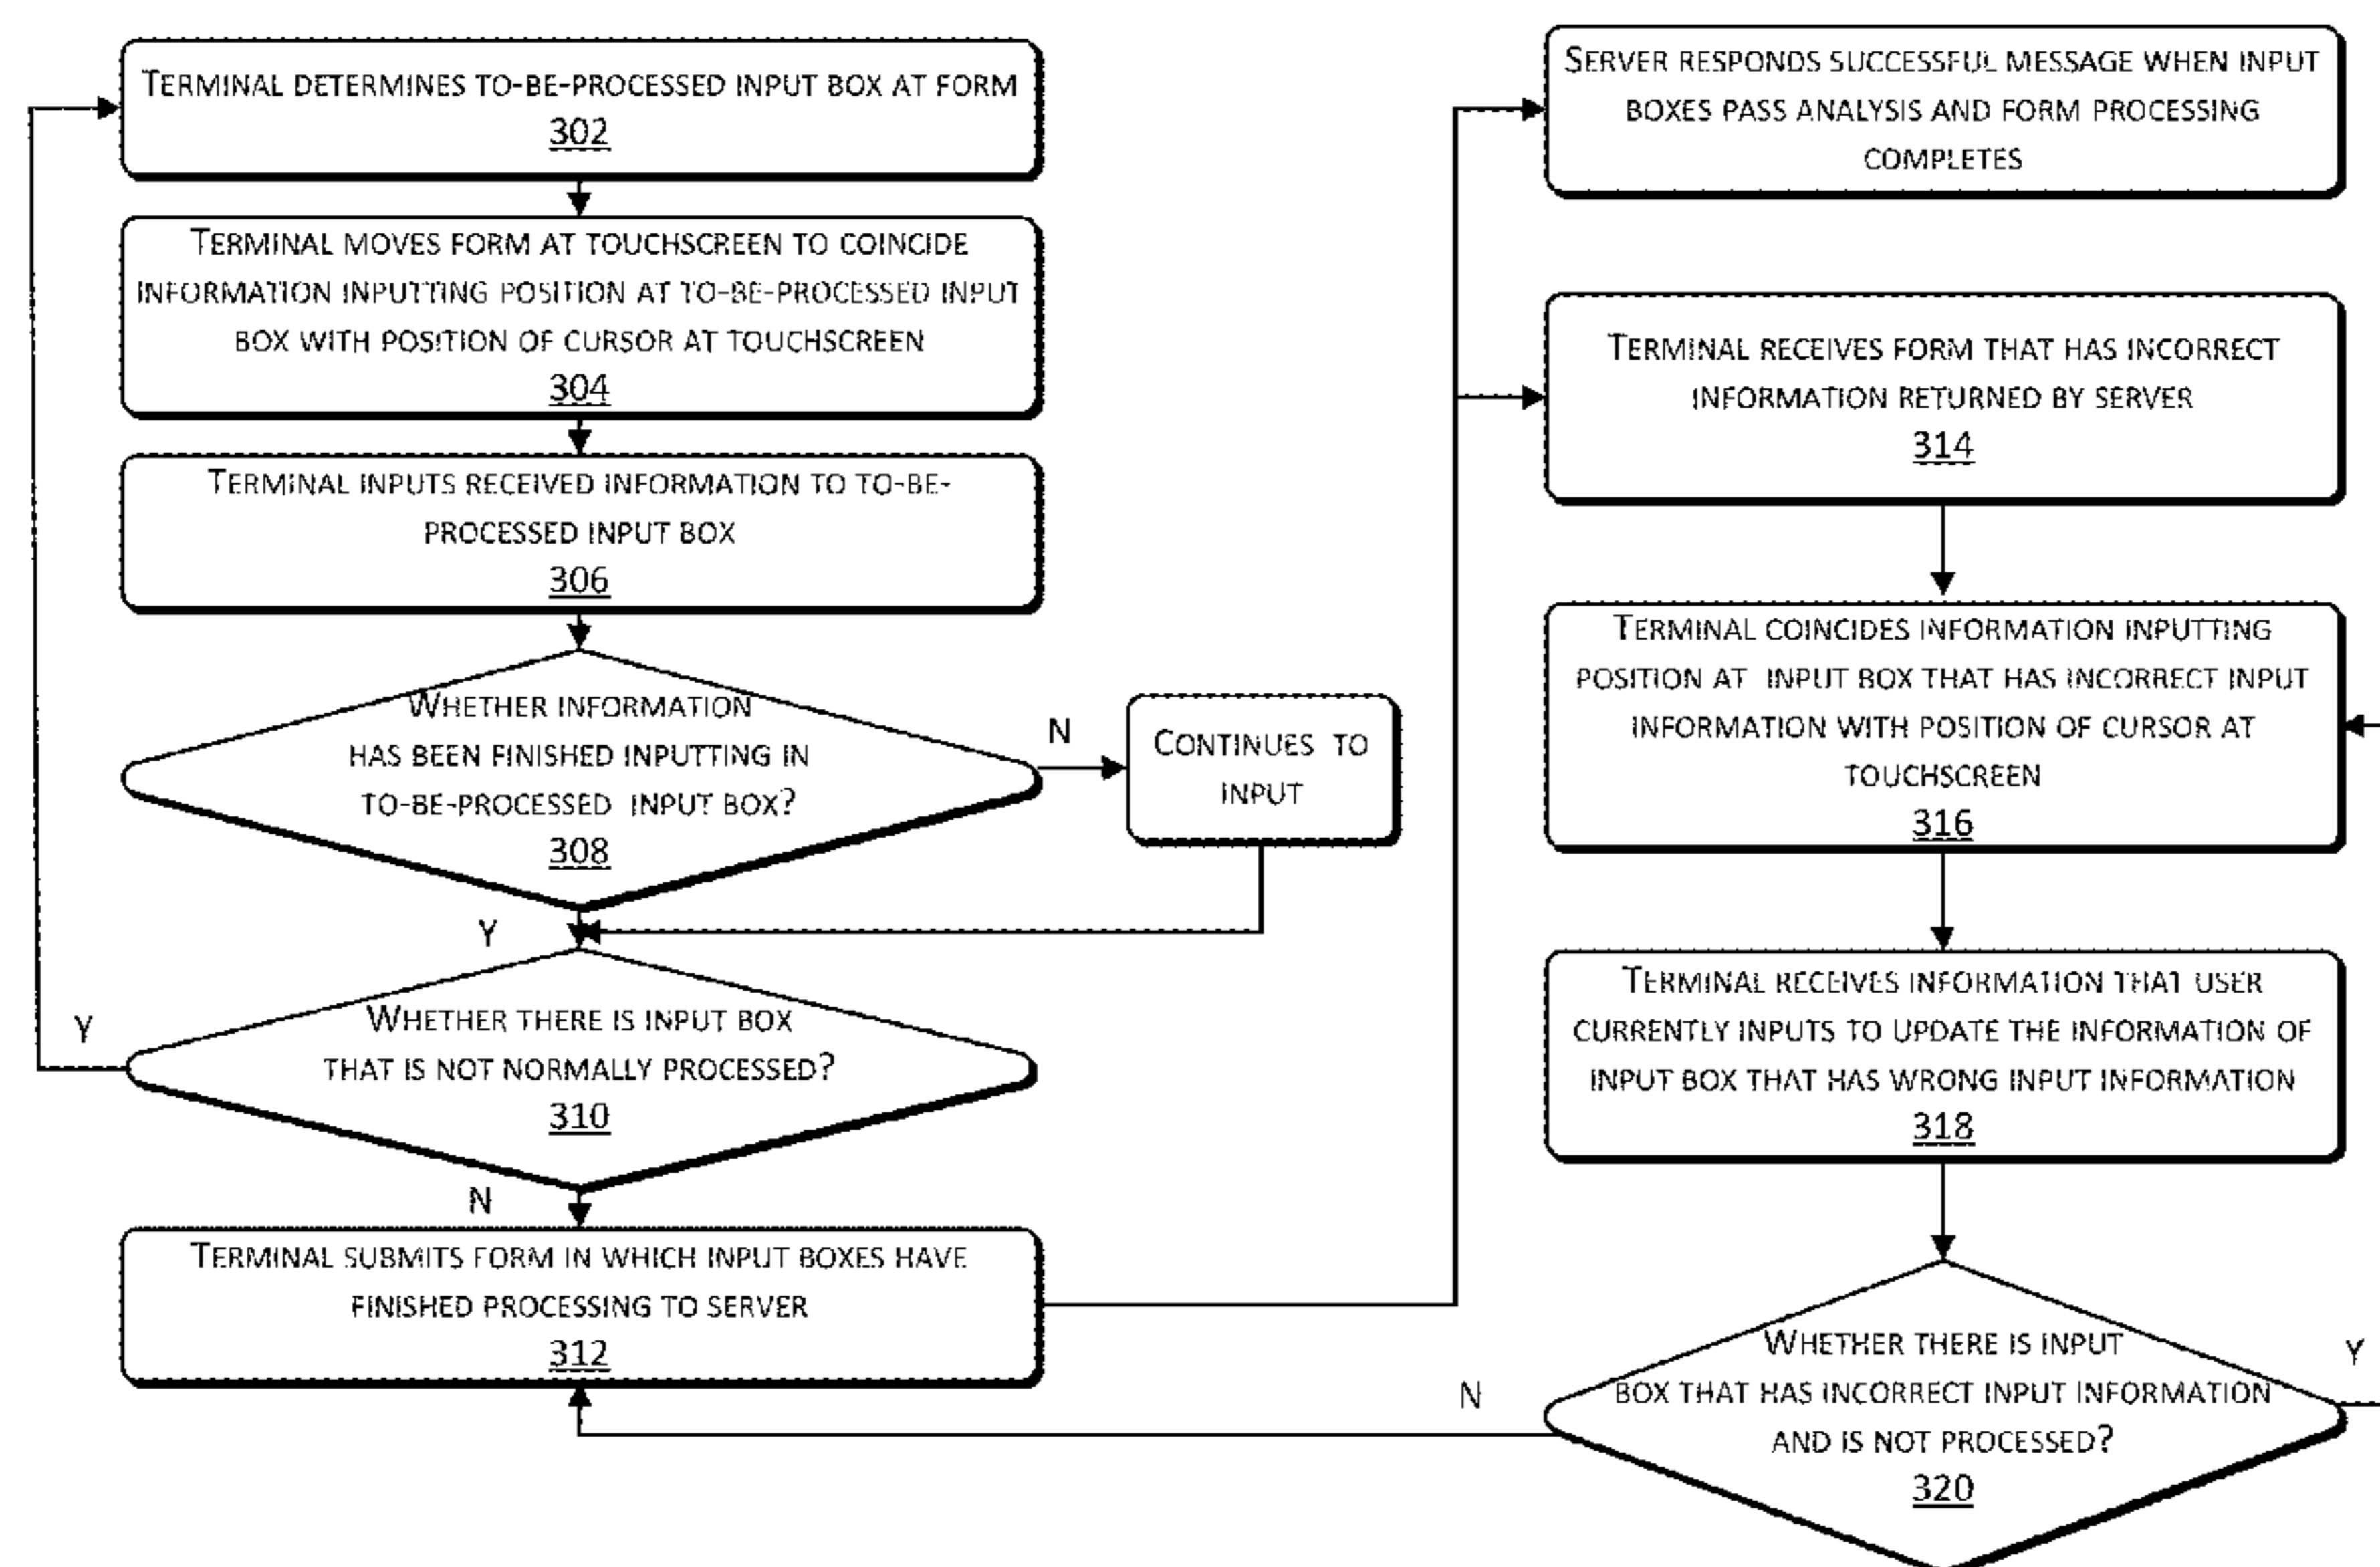 TERMINAL DETERMINES TO-BE-PROCESSED INPUT BOX AT FORM
302
TERMINAL MOVES FORM AT TOUCHSCREEN TO COINCIDE
INFORMATION INPUTTING POSITION AT TO-BE-PROCESSED INPUT
BOX WITH POSITION OF CURSOR AT TOUCHSCREEN
304
TERMINAL INPUTS RECEIVED INFORMATION TO TO-BE-
PROCESSED INPUT BOX
306
WHETHER INFORMATION
HAS BEEN FINISHED INPUTTING IN
TO-BE-PROCESSED INPUT BOX?
308
N
CONTINUES TO
INPUT
Y
WHETHER THERE IS INPUT BOX
THAT IS NOT NORMALLY PROCESSED?
310
Y
N
TERMINAL SUBMITS FORM IN WHICH INPUT BOXES HAVE
FINISHED PROCESSING TO SERVER
312
SERVER RESPONDS SUCCESSFUL MESSAGE WHEN INPUT
BOXES PASS ANALYSIS AND FORM PROCESSING
COMPLETES
TERMINAL RECEIVES FORM THAT HAS INCORRECT
INFORMATION RETURNED BY SERVER
314
TERMINAL COINCIDES INFORMATION INPUTTING
POSITION AT INPUT BOX THAT HAS INCORRECT INPUT
INFORMATION WITH POSITION OF CURSOR AT
TOUCHSCREEN
316
TERMINAL RECEIVES INFORMATION THAT USER
CURRENTLY INPUTS TO UPDATE THE INFORMATION OF
INPUT BOX THAT HAS WRONG INPUT INFORMATION
318
WHETHER THERE IS INPUT
BOX THAT HAS INCORRECT INPUT INFORMATION
AND IS NOT PROCESSED?
320
N
Y